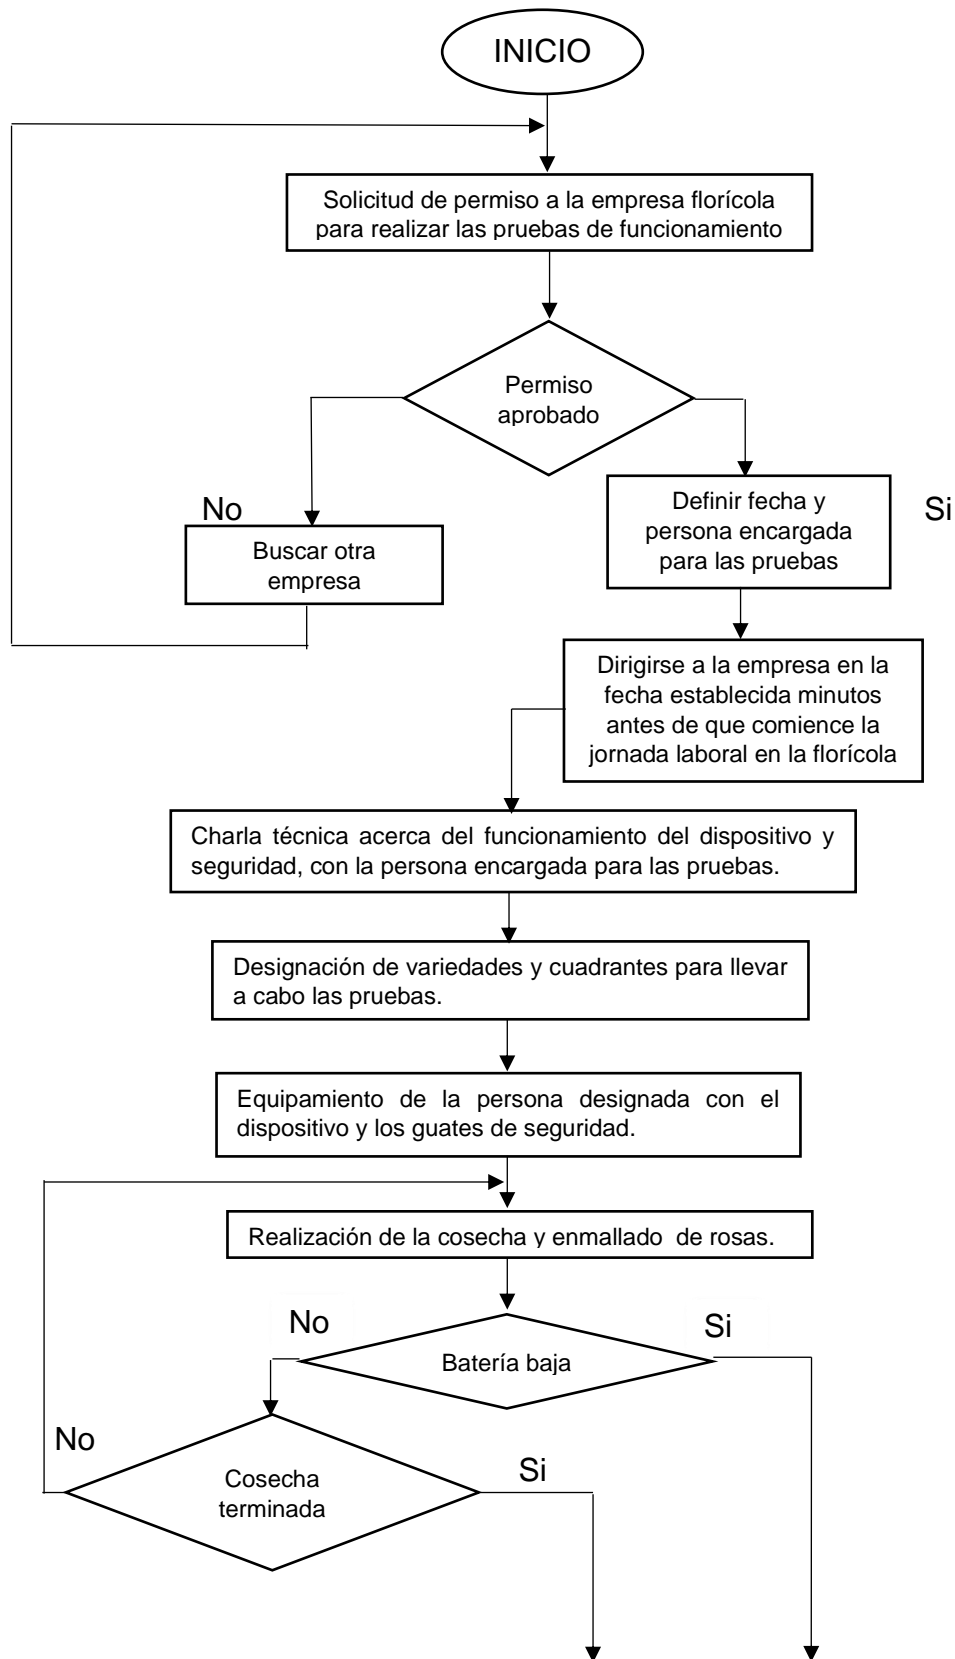 INICIO
Solicitud de permiso a la empresa florícola
para realizar las pruebas de funcionamiento
Permiso
aprobado
No
Si
Buscar otra
empresa
Definir fecha y
persona encargada
para las pruebas
Dirigirse a la empresa en la
fecha establecida minutos
antes de que comience la
jornada laboral en la florícola
Charla técnica acerca del funcionamiento del dispositivo y
seguridad, con la persona encargada para las pruebas.
Designación de variedades y cuadrantes para llevar
a cabo las pruebas.
Equipamiento de la persona designada con el
dispositivo y los guates de seguridad.
Realización de la cosecha y enmallado de rosas.
No
Si
Batería baja
No
Si
Cosecha
terminada